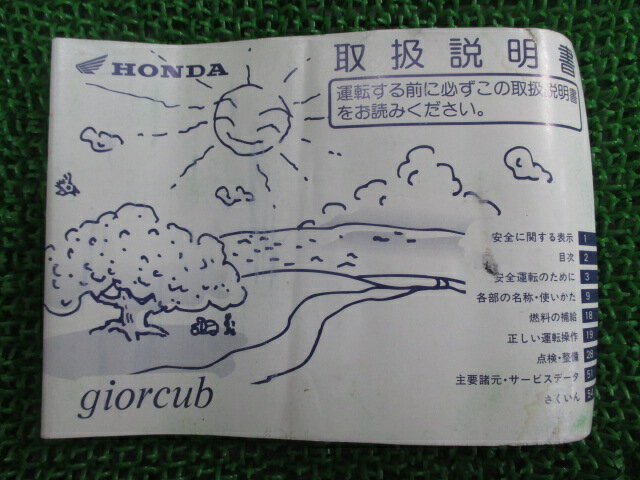 HONDA
取扱説明書
運転する前に必ずこの取扱説明書
をお読みください。
安全に関する表示 1
目次 2
安全運転のために 3
各部の名称・使いかた 9
燃料の補給 18
正しい運転操作 19
点検・整備
主要諸元・サービスデータ
さくいん
giorcub